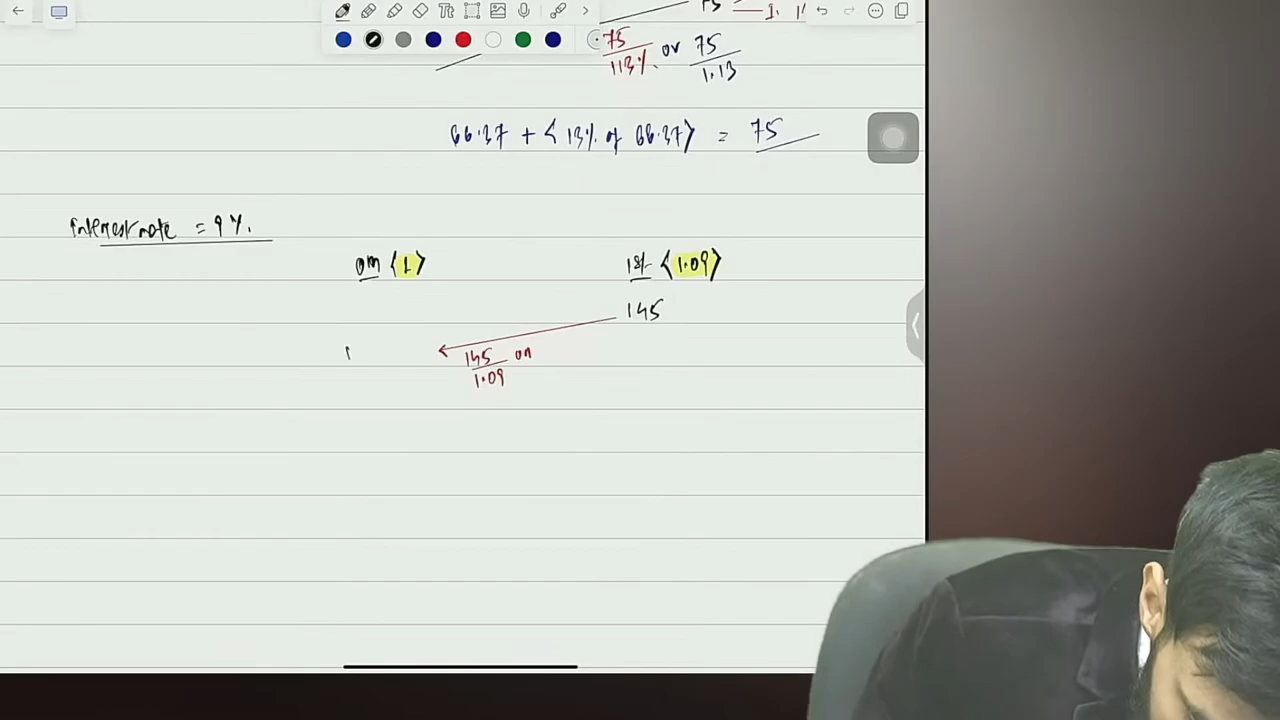 75
75 or 75
113% 1.13
66.37 + <13% of 66.37> = 75
Interest rate = 9%.
0m <1> 1st <1.09>
145
145 or
1.09